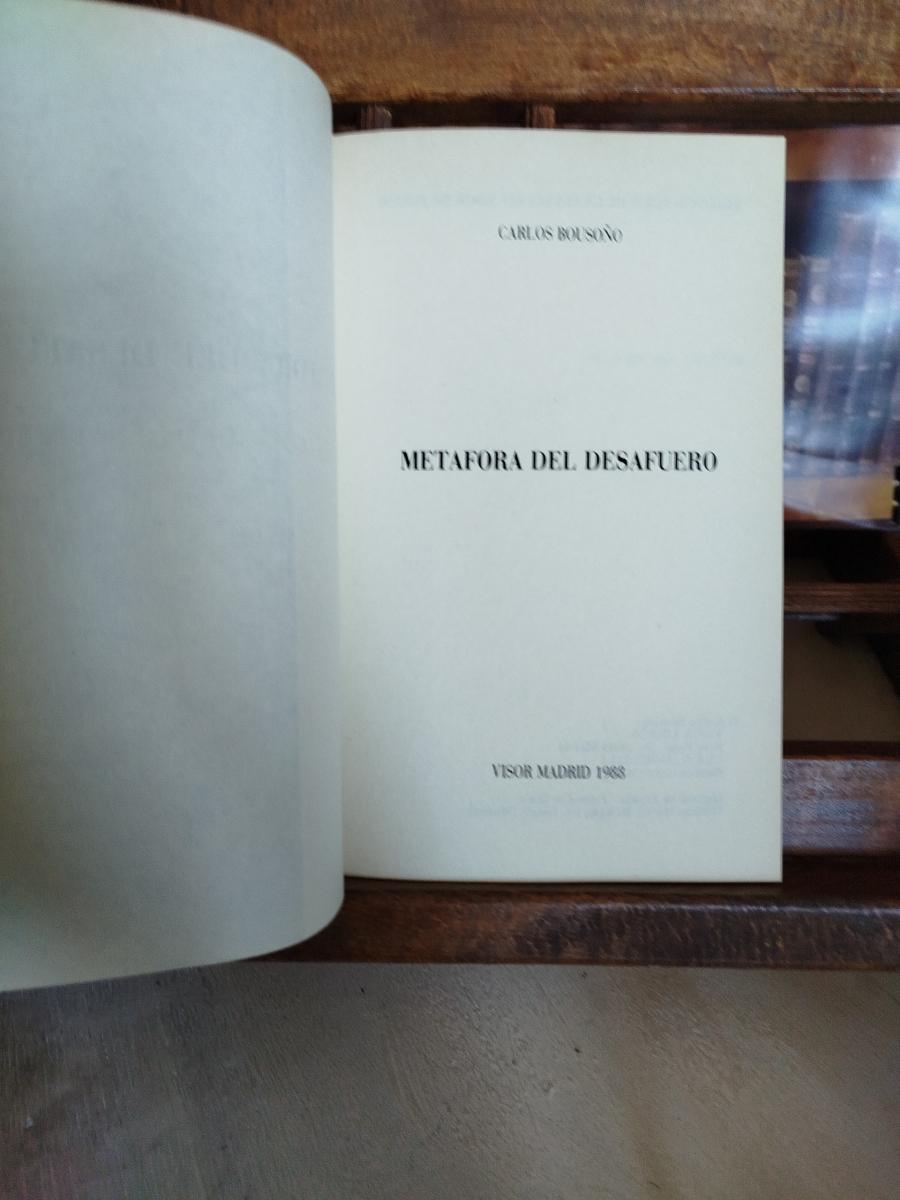 CARLOS BOUSOÑO
METAFORA DEL DESAFUERO
VISOR MADRID 1988